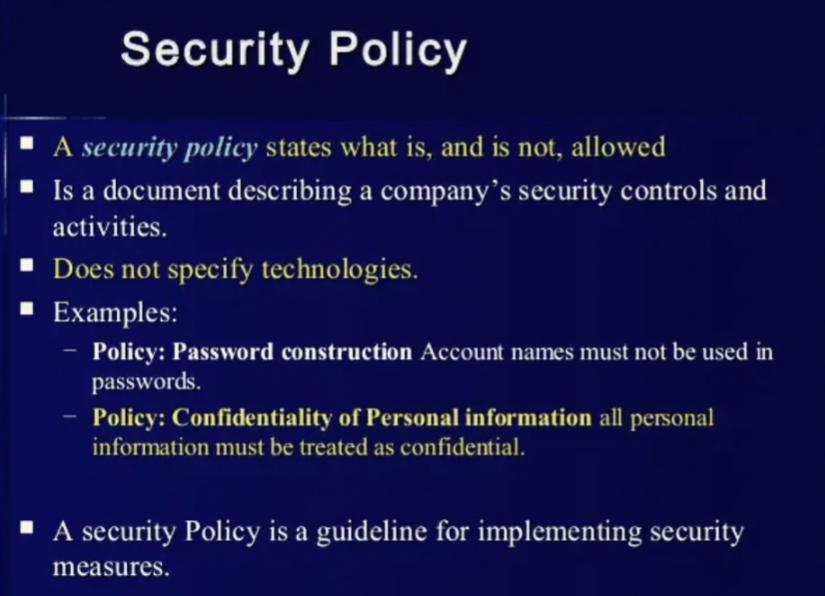 Security Policy
■ A security policy states what is, and is not, allowed
■ Is a document describing a company's security controls and
activities.
■ Does not specify technologies.
■ Examples:
– Policy: Password construction Account names must not be used in
passwords.
– Policy: Confidentiality of Personal information all personal
information must be treated as confidential.
■ A security Policy is a guideline for implementing security
measures.